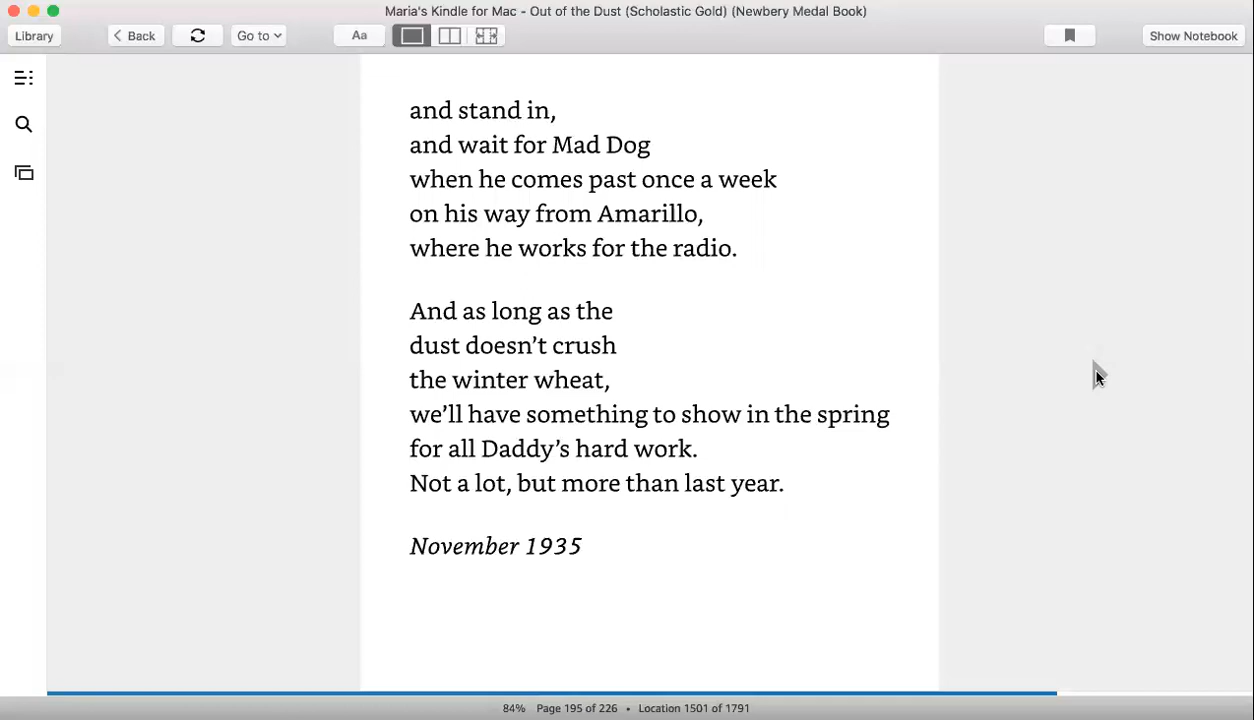 Maria's Kindle for Mac - Out of the Dust (Scholastic Gold) (Newbery Medal Book)
Library
Back
Go to
Aa
Show Notebook
and stand in,
and wait for Mad Dog
when he comes past once a week
on his way from Amarillo,
where he works for the radio.
And as long as the
dust doesn’t crush
the winter wheat,
we’ll have something to show in the spring
for all Daddy’s hard work.
Not a lot, but more than last year.
November 1935
84% Page 195 of 226 • Location 1501 of 1791